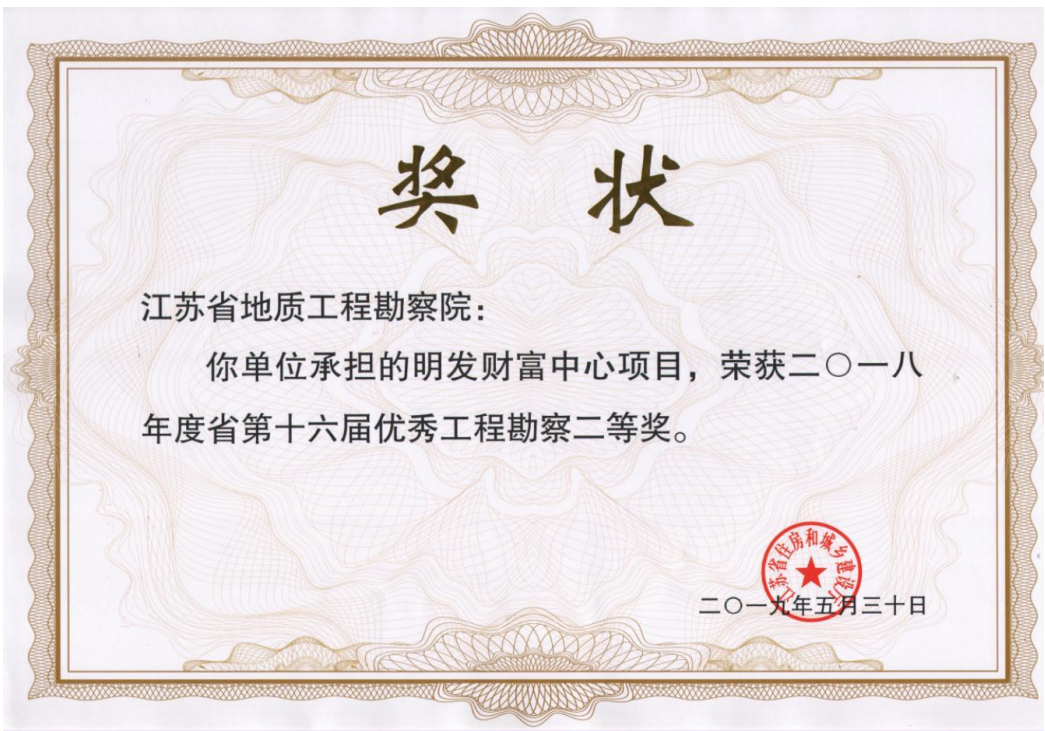 奖 状
江苏省地质工程勘察院：
你单位承担的明发财富中心项目，荣获二〇一八
年度省第十六届优秀工程勘察二等奖。
江苏省住房和城乡建设厅
二〇一九年五月三十日